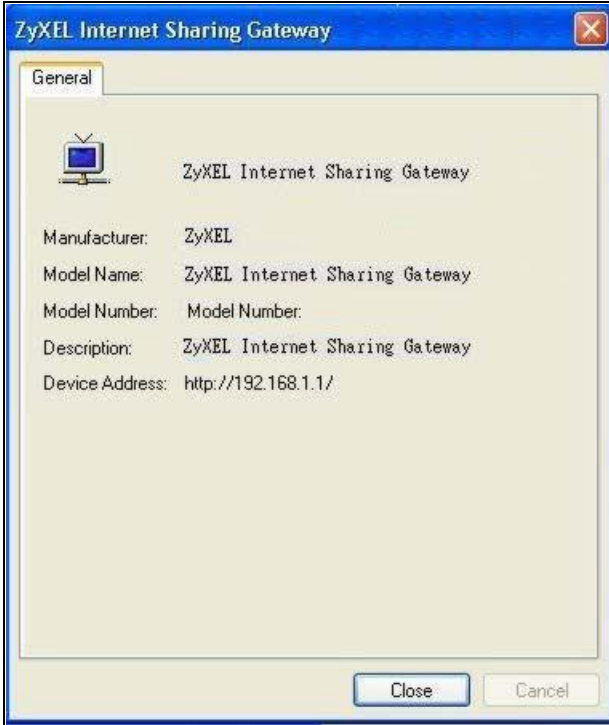 ZyXEL Internet Sharing Gateway
General
ZyXEL Internet Sharing Gateway
Manufacturer: ZyXEL
Model Name: ZyXEL Internet Sharing Gateway
Model Number: Model Number:
Description: ZyXEL Internet Sharing Gateway
Device Address: http://192.168.1.1/
Close Cancel